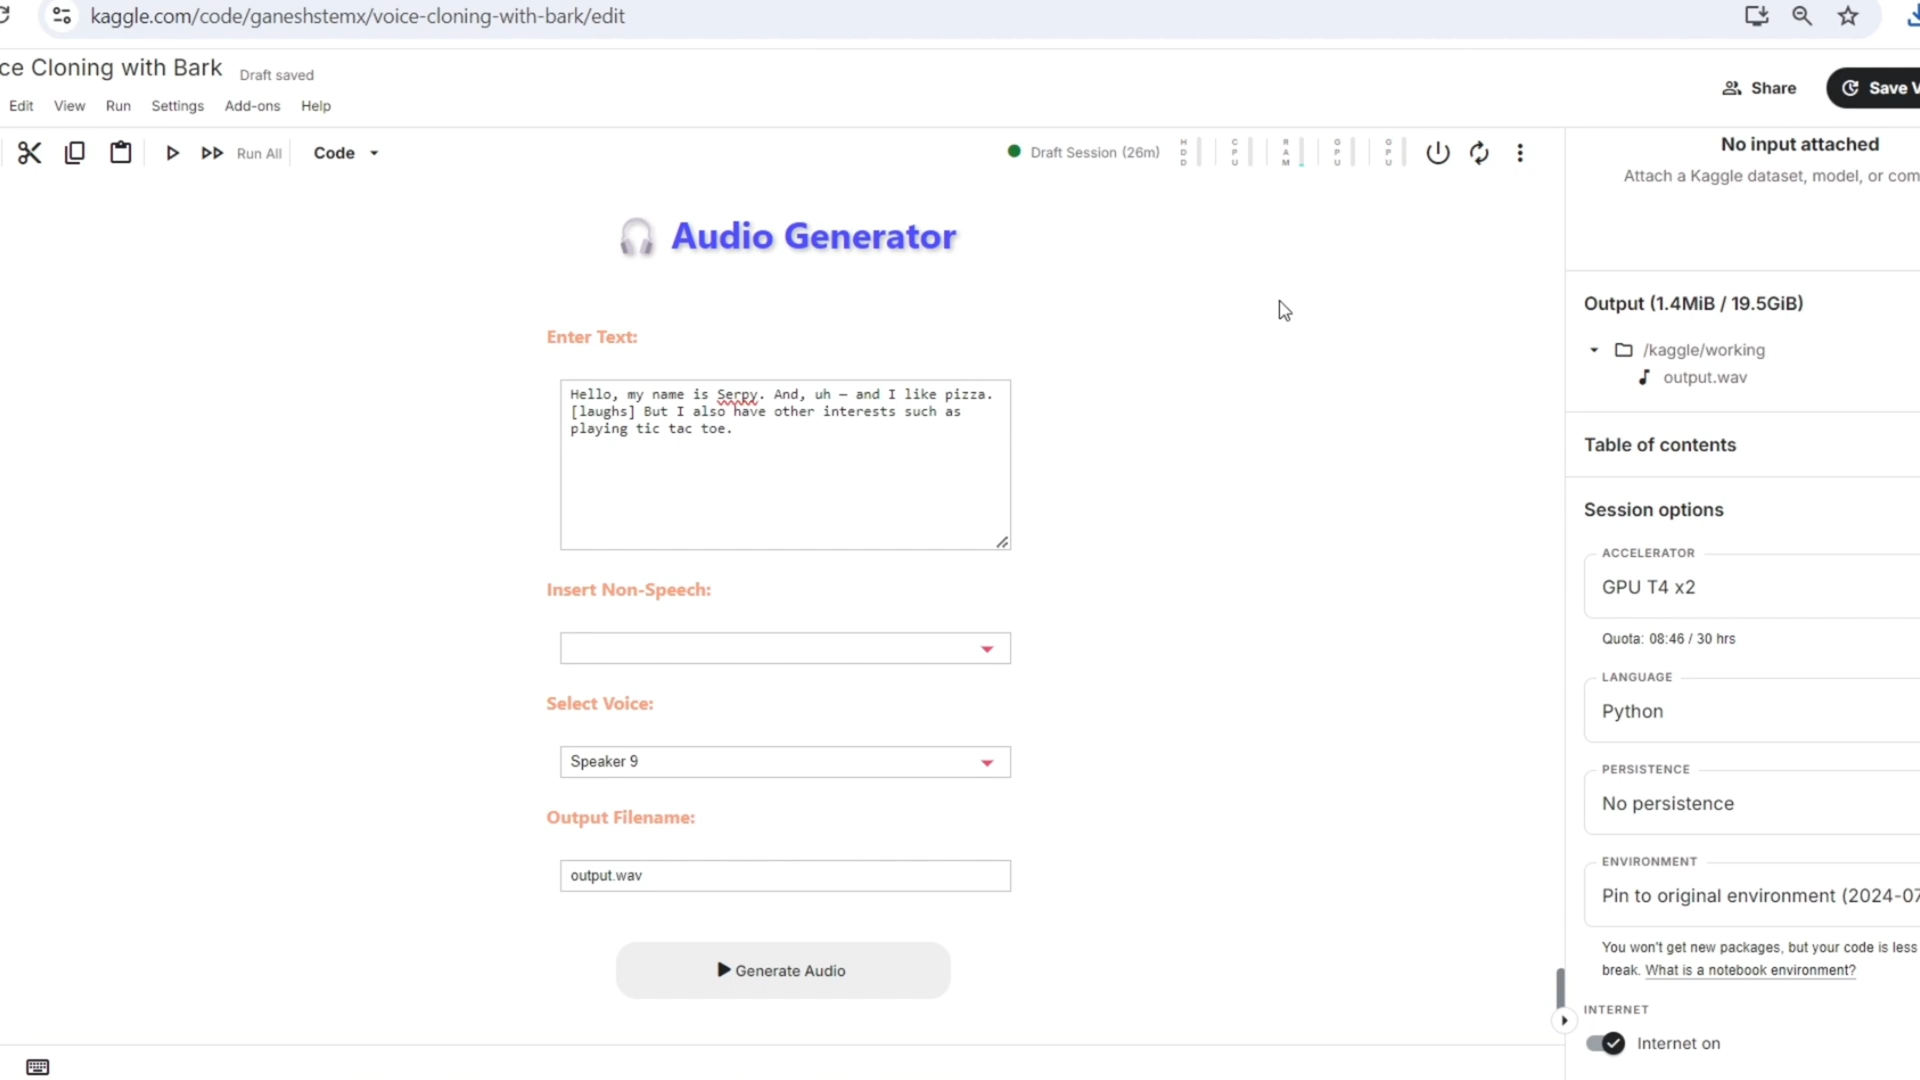 kaggle.com/code/ganeshstemx/voice-cloning-with-bark/edit
ce Cloning with Bark Draft saved
Edit View Run Settings Add-ons Help
Share
Save V
Run All
Code
Draft Session (26m)
HDD
CPU
RAM
GPU
GPU
No input attached
Attach a Kaggle dataset, model, or com
Audio Generator
Enter Text:
Hello, my name is Serpy. And, uh — and I like pizza.
[laughs] But I also have other interests such as
playing tic tac toe.
Insert Non-Speech:
Select Voice:
Speaker 9
Output Filename:
output.wav
Generate Audio
Output (1.4MiB / 19.5GiB)
/kaggle/working
output.wav
Table of contents
Session options
ACCELERATOR
GPU T4 x2
Quota: 08:46 / 30 hrs
LANGUAGE
Python
PERSISTENCE
No persistence
ENVIRONMENT
Pin to original environment (2024-07
You won't get new packages, but your code is less
break. What is a notebook environment?
INTERNET
Internet on